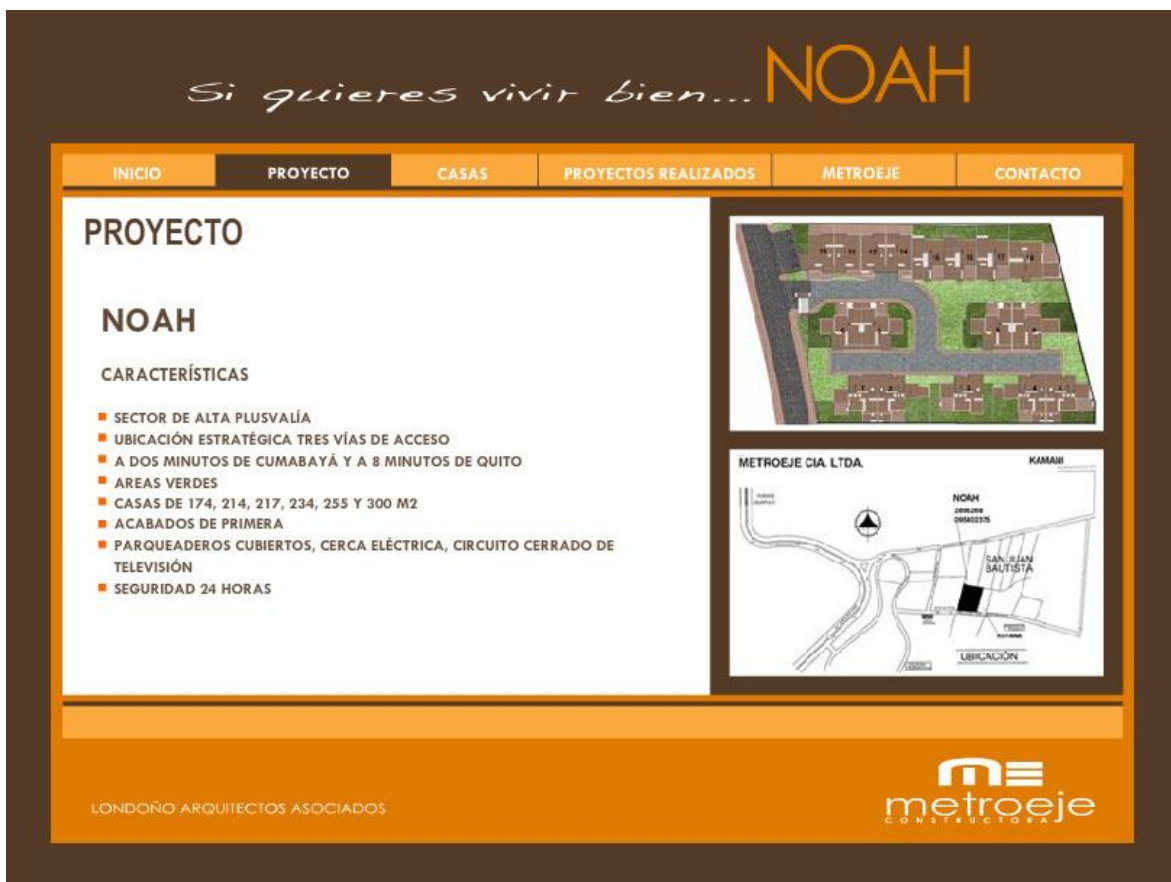 Si quieres vivir bien... NOAH
INICIO PROYECTO CASAS PROYECTOS REALIZADOS METROEJE CONTACTO
PROYECTO
NOAH
CARACTERÍSTICAS
SECTOR DE ALTA PLUSVALÍA
UBICACIÓN ESTRATÉGICA TRES VÍAS DE ACCESO
A DOS MINUTOS DE CUMABAYÁ Y A 8 MINUTOS DE QUITO
AREAS VERDES
CASAS DE 174, 214, 217, 234, 255 Y 300 M2
ACABADOS DE PRIMERA
PARQUEADEROS CUBIERTOS, CERCA ELÉCTRICA, CIRCUITO CERRADO DE
TELEVISIÓN
SEGURIDAD 24 HORAS
METROEJE CIA. LTDA.
NOAH
SAN JUAN
BAUTISTA
UBICACIÓN
LONDOÑO ARQUITECTOS ASOCIADOS
metroeje
CONSTRUCTORA